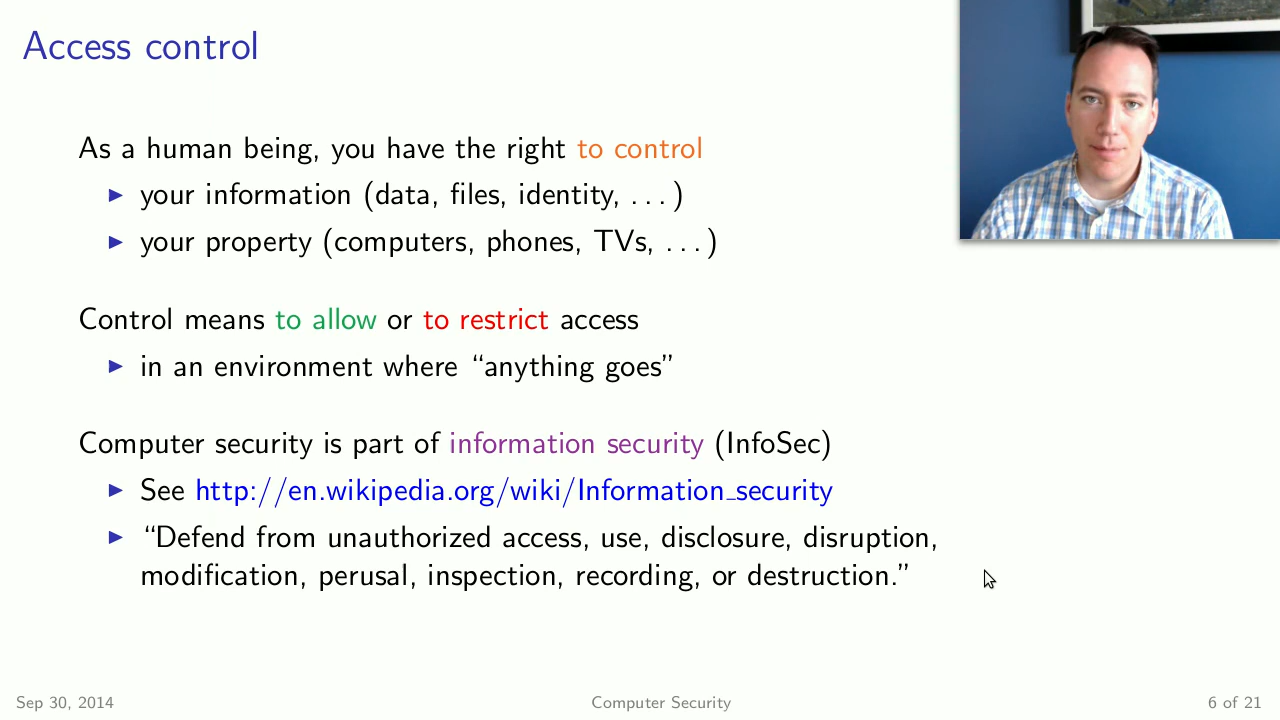 Access control
As a human being, you have the right to control
▶ your information (data, files, identity, . . . )
▶ your property (computers, phones, TVs, . . . )
Control means to allow or to restrict access
▶ in an environment where “anything goes”
Computer security is part of information security (InfoSec)
▶ See http://en.wikipedia.org/wiki/Information_security
▶ “Defend from unauthorized access, use, disclosure, disruption,
modification, perusal, inspection, recording, or destruction.”
Sep 30, 2014 Computer Security 6 of 21